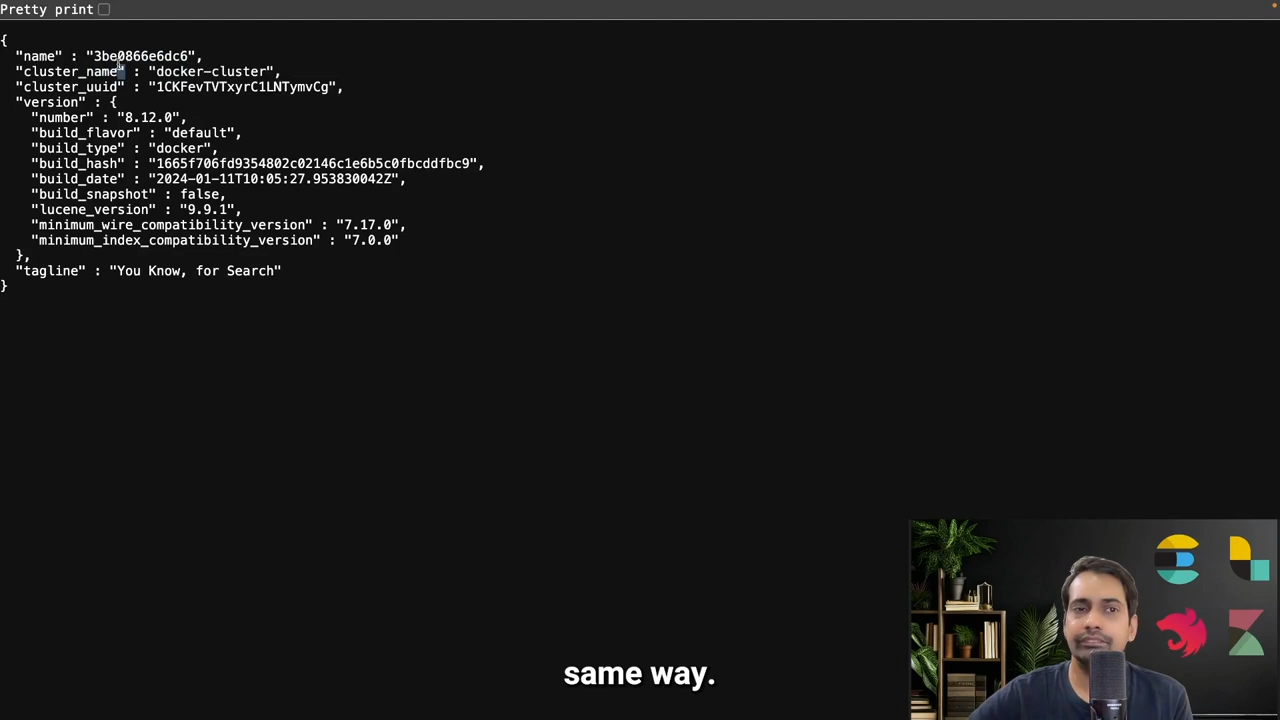 Pretty print
{
"name" : "3be0866e6dc6",
"cluster_name" : "docker-cluster",
"cluster_uuid" : "1CKFevTVTxyrC1LNTymvCg",
"version" : {
"number" : "8.12.0",
"build_flavor" : "default",
"build_type" : "docker",
"build_hash" : "1665f706fd9354802c02146c1e6b5c0fbcddfbc9",
"build_date" : "2024-01-11T10:05:27.953830042Z",
"build_snapshot" : false,
"lucene_version" : "9.9.1",
"minimum_wire_compatibility_version" : "7.17.0",
"minimum_index_compatibility_version" : "7.0.0"
},
"tagline" : "You Know, for Search"
}
same way.